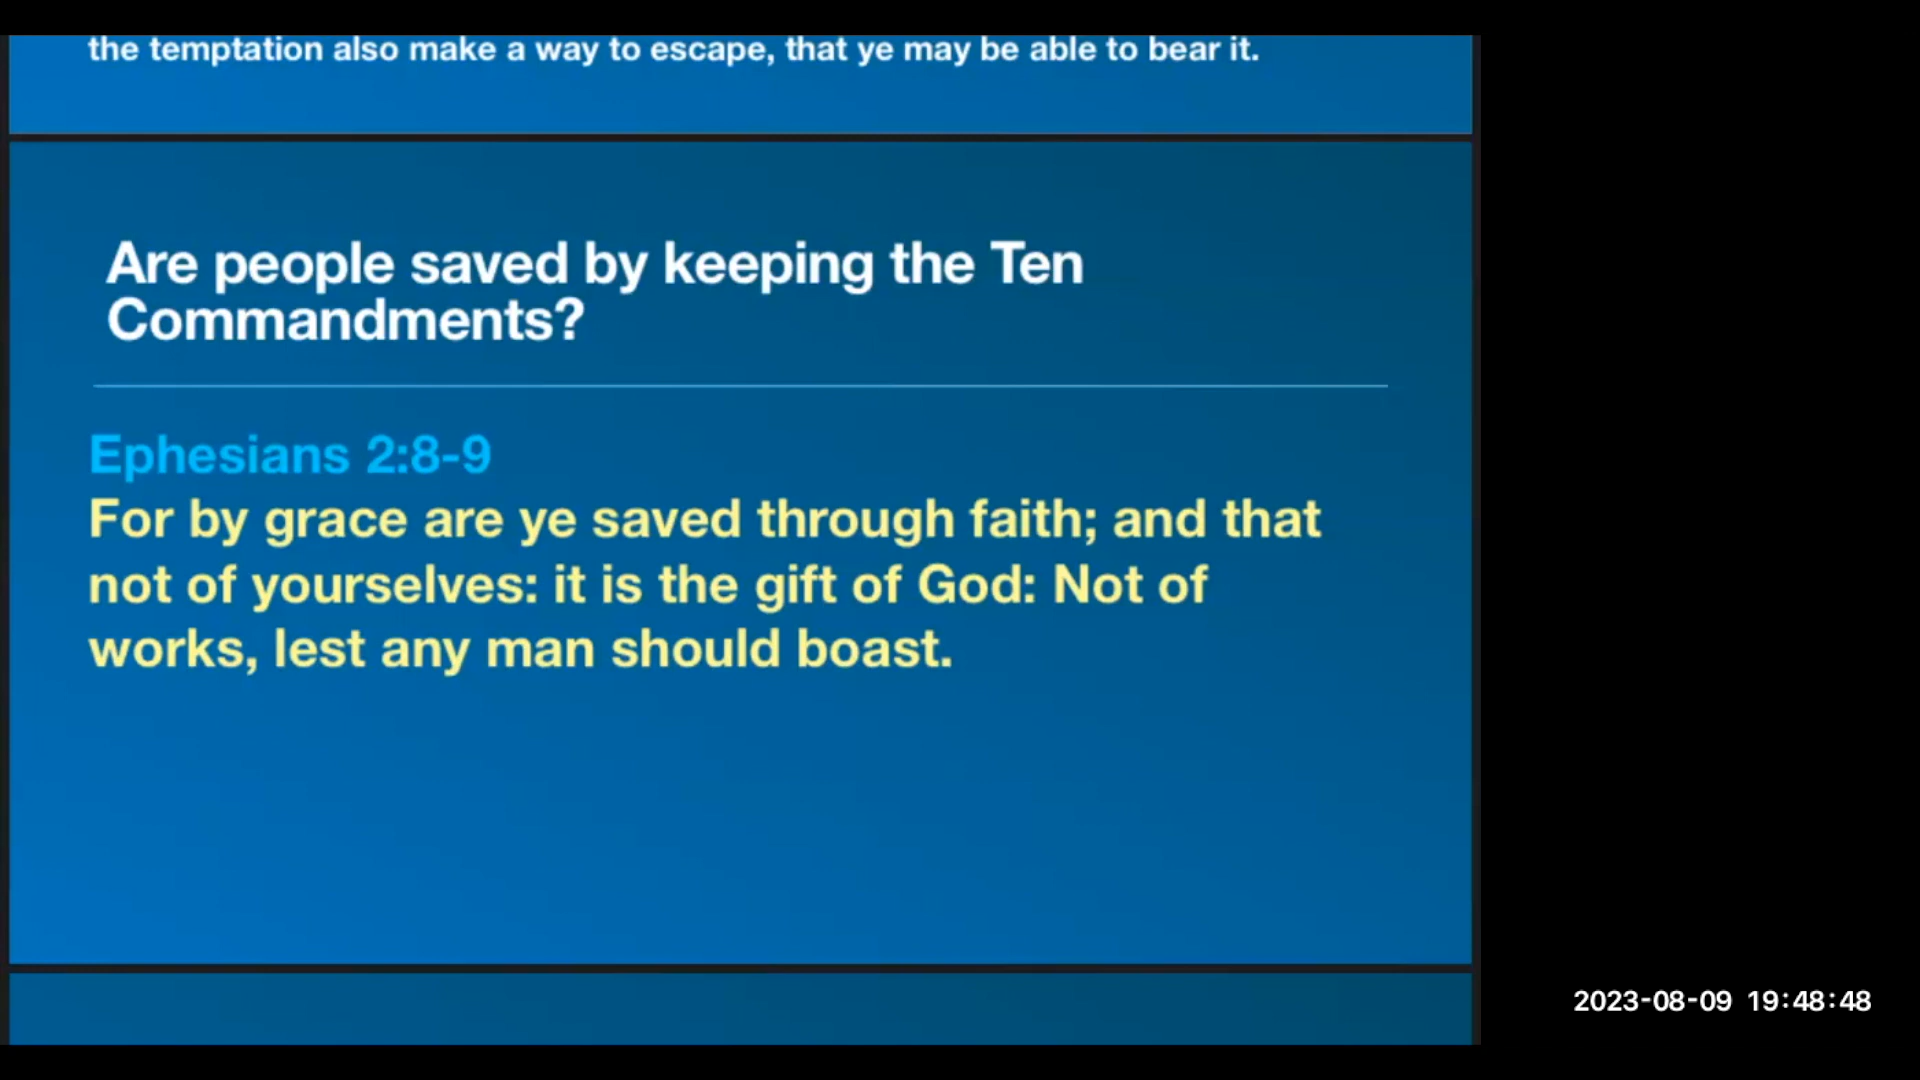 the temptation also make a way to escape, that ye may be able to bear it.
Are people saved by keeping the Ten
Commandments?
Ephesians 2:8-9
For by grace are ye saved through faith; and that
not of yourselves: it is the gift of God: Not of
works, lest any man should boast.
2023-08-09 19:48:48